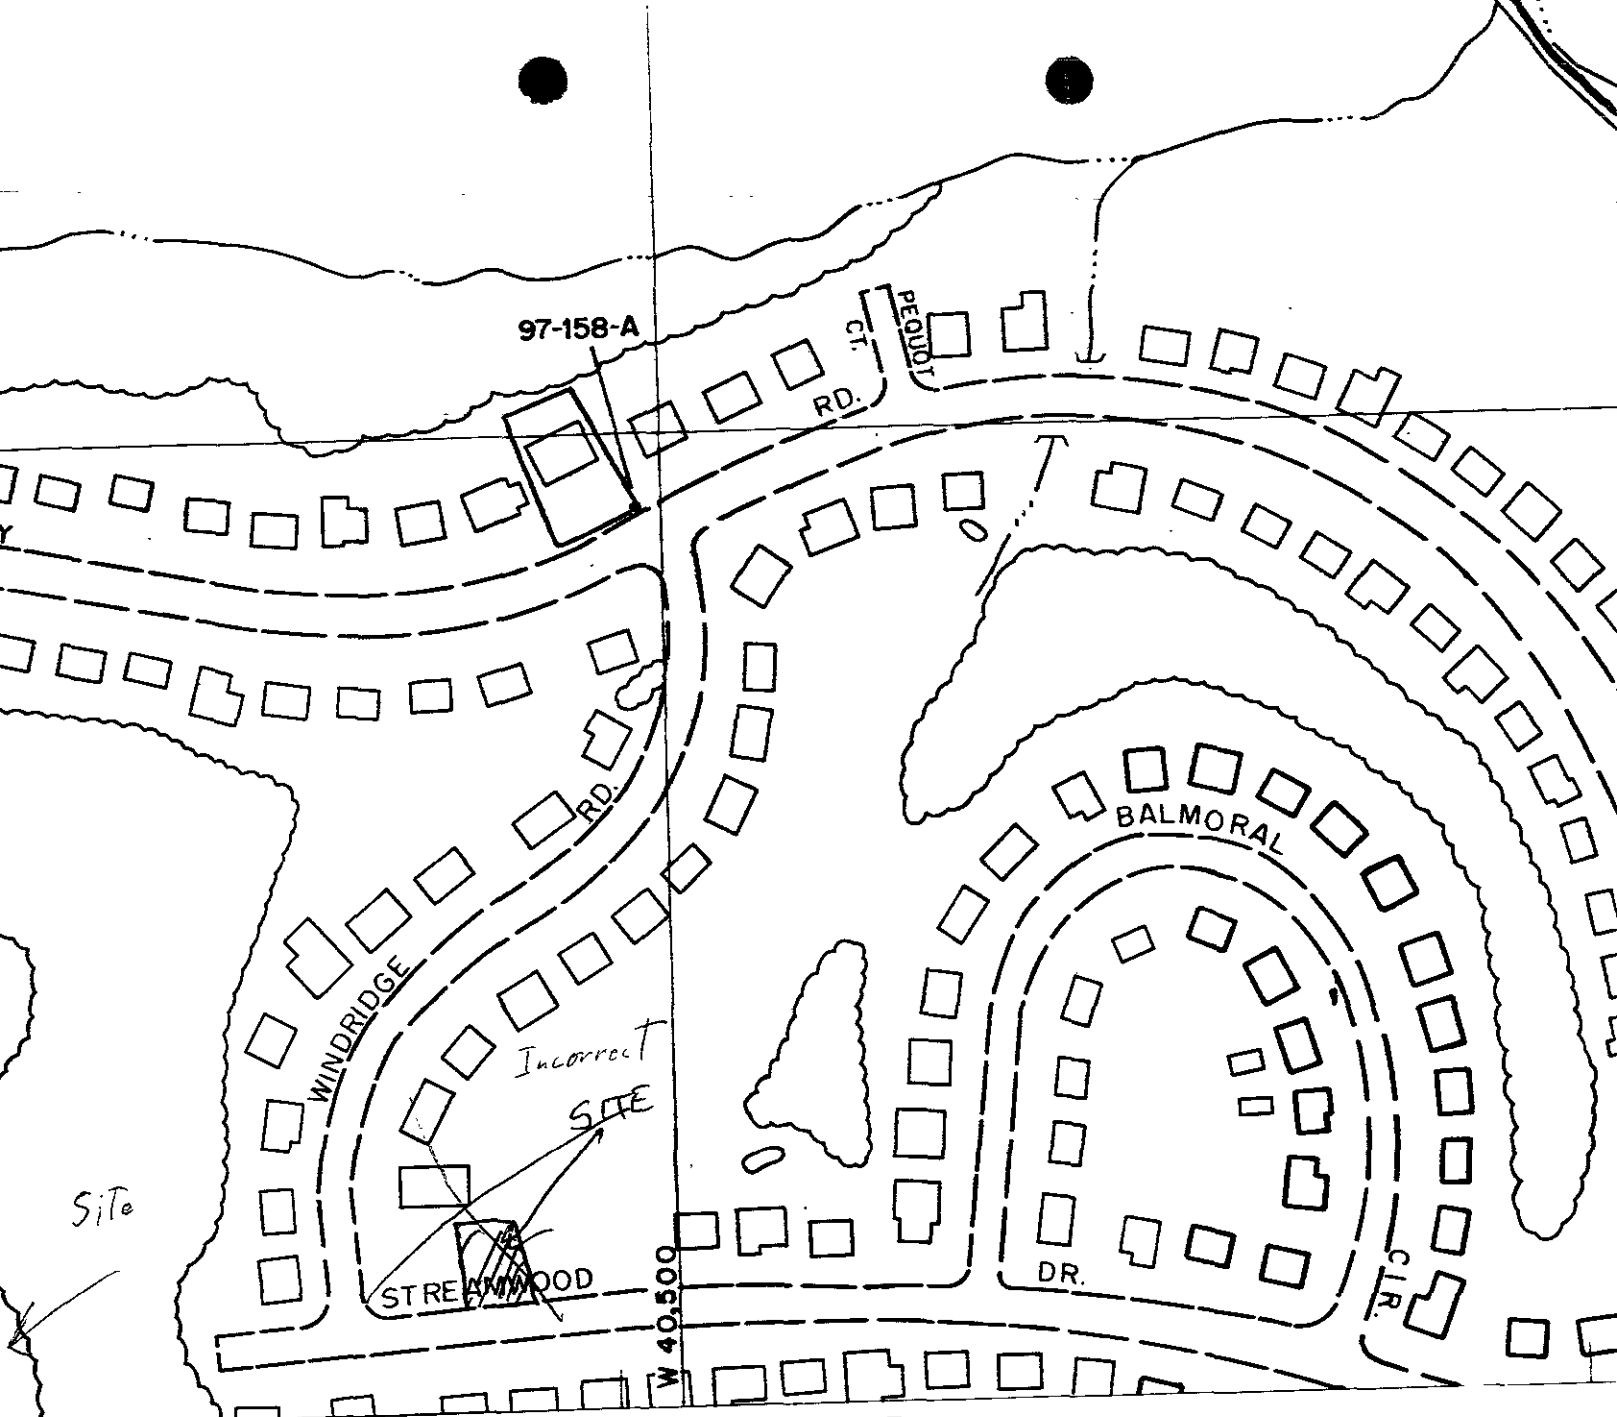 97-158-A
PEQUOT
CT.
RD.
Y
RD.
BALMORAL
WINDRIDGE
Incorrect
SITE
Site
STREAMWOOD
DR.
CIR.
W 40,500